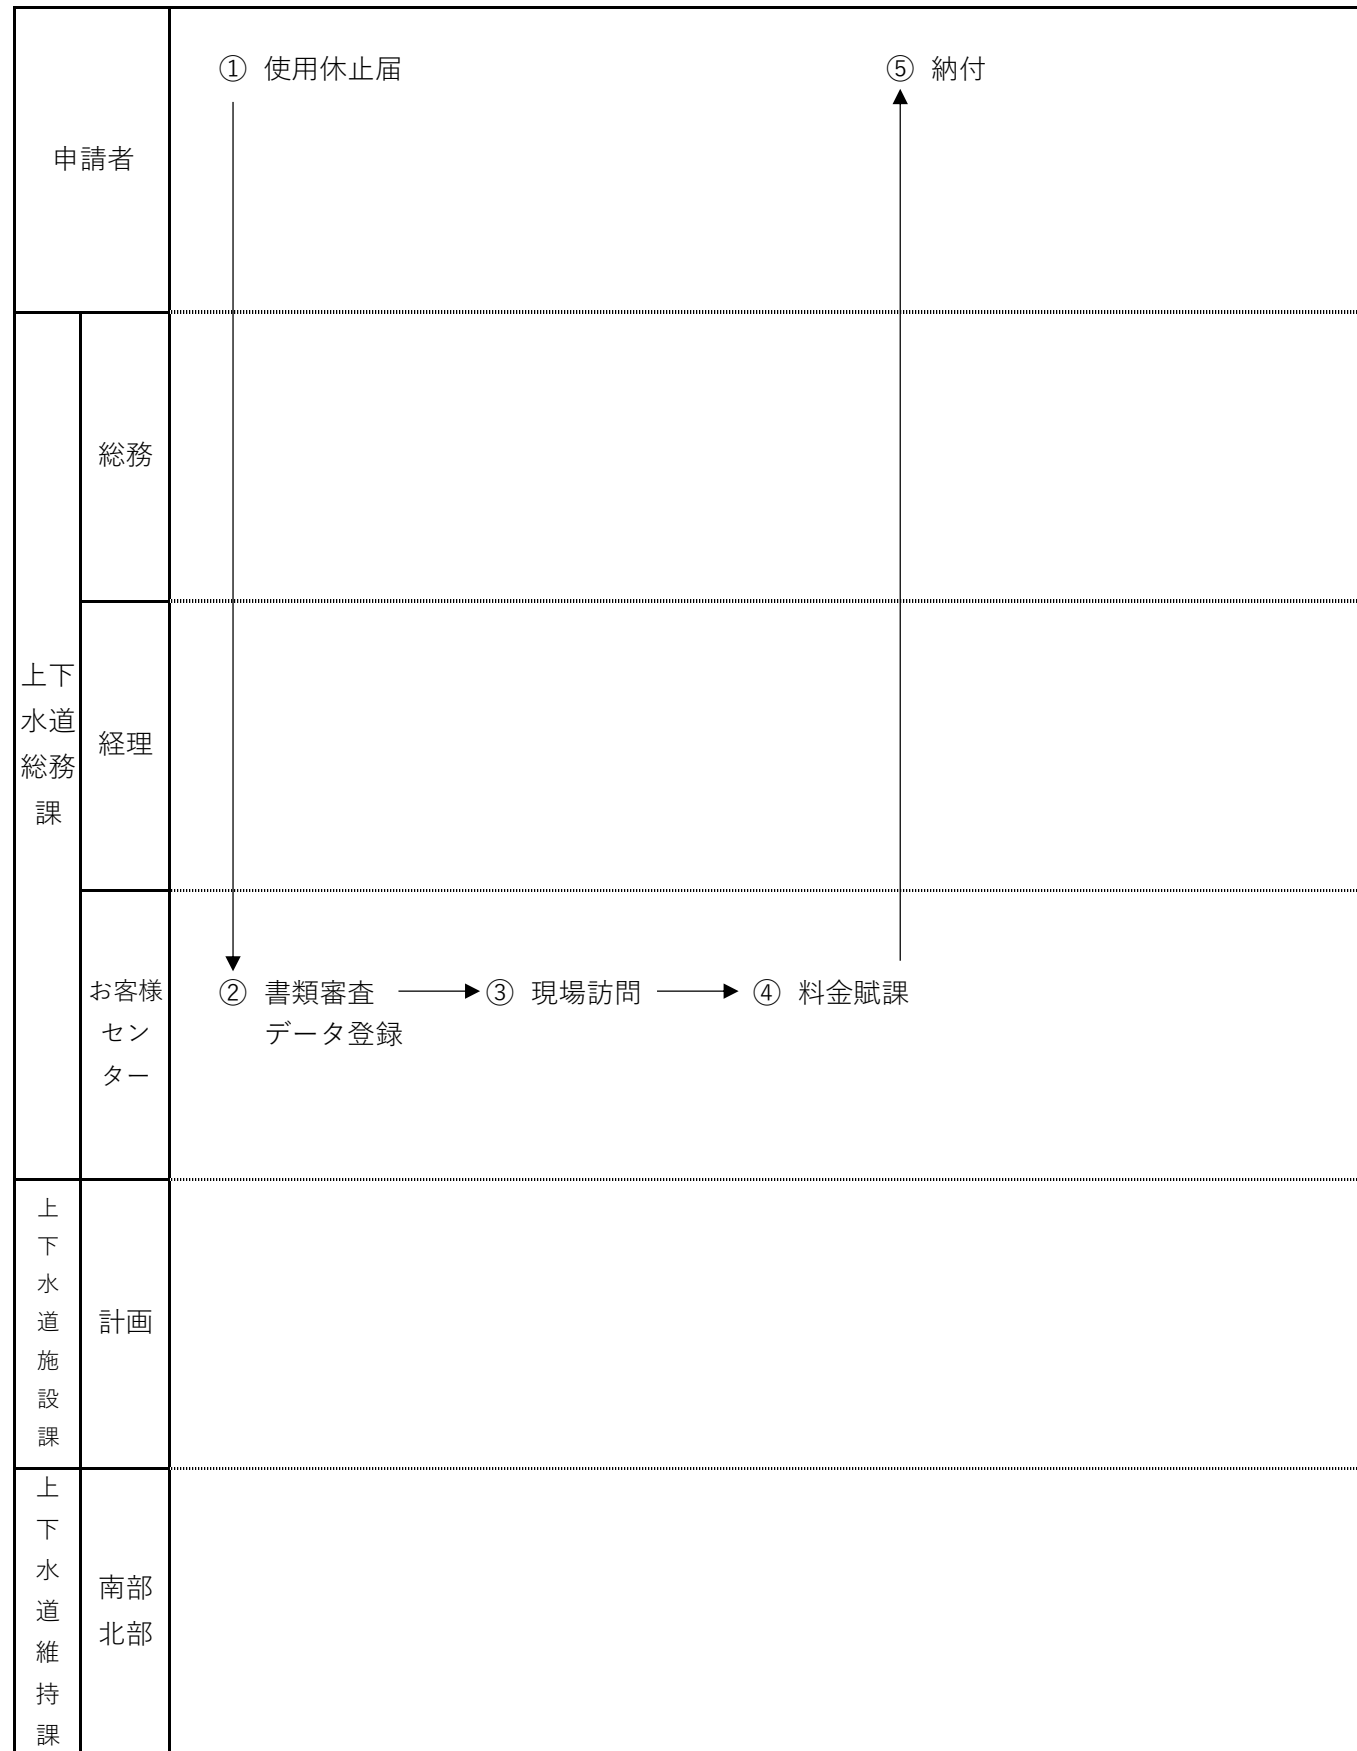 ① 使用休止届
⑤ 納付
申請者
総務
上下
水道
総務
課
経理
お客様
セン
ター
② 書類審査
データ登録
③ 現場訪問
④ 料金賦課
上
下
水
道
施
設
課
計画
上
下
水
道
維
持
課
南部
北部